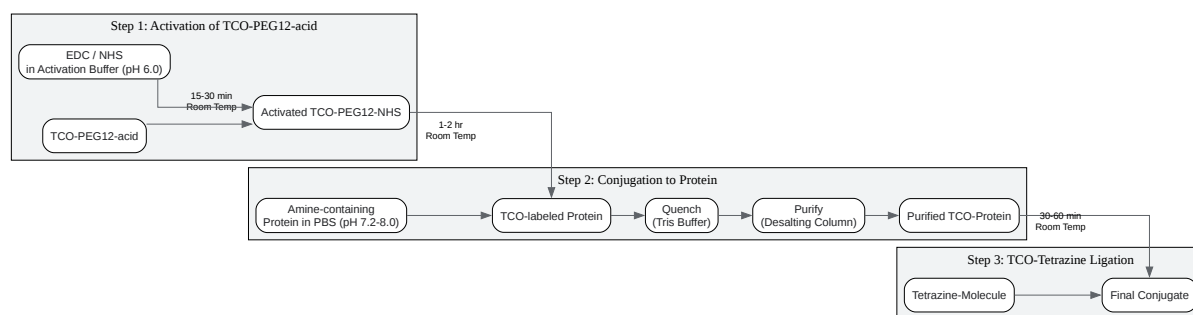 Step 1: Activation of TCO-PEG12-acid
EDC / NHS
in Activation Buffer (pH 6.0)
15-30 min
Room Temp
Activated TCO-PEG12-NHS
TCO-PEG12-acid
1-2 hr
Room Temp
Step 2: Conjugation to Protein
Amine-containing
Protein in PBS (pH 7.2-8.0)
TCO-labeled Protein
Quench
(Tris Buffer)
Purify
(Desalting Column)
Purified TCO-Protein
30-60 min
Room Temp
Step 3: TCO-Tetrazine Ligation
Tetrazine-Molecule
Final Conjugate